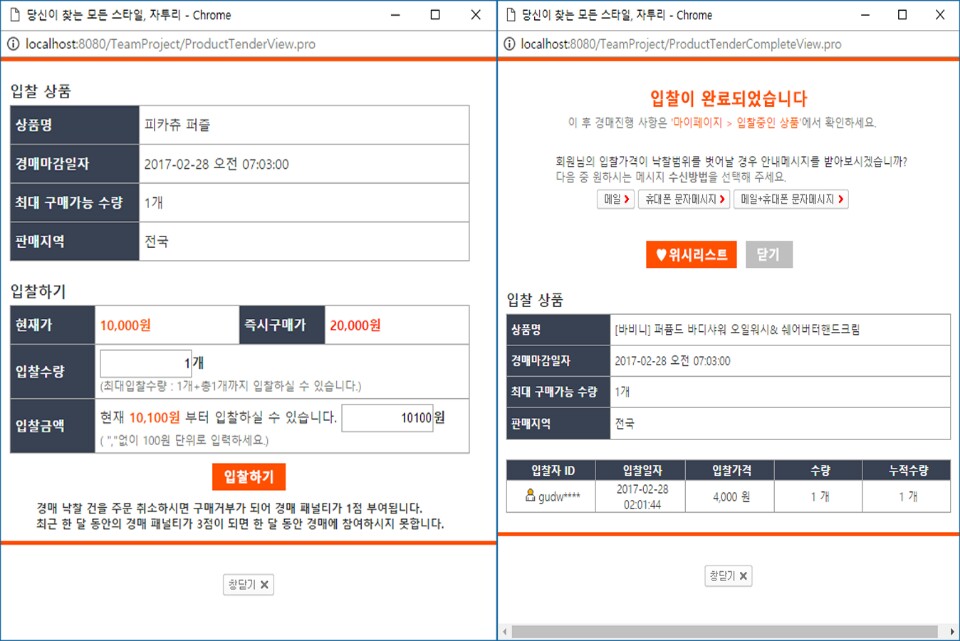 당신이 찾는 모든 스타일, 자투리 - Chrome
localhost:8080/TeamProject/ProductTenderView.pro
입찰 상품
상품명 피카츄 퍼즐
경매마감일자 2017-02-28 오전 07:03:00
최대 구매가능 수량 1개
판매지역 전국
입찰하기
현재가 10,000원 즉시구매가 20,000원
입찰수량 1개
(최대입찰수량 : 1개+총1개까지 입찰하실 수 있습니다.)
입찰금액 현재 10,100원 부터 입찰하실 수 있습니다. 10100원
( ","없이 100원 단위로 입력하세요.)
입찰하기
경매 낙찰 건을 주문 취소하시면 구매거부가 되어 경매 패널티가 1점 부여됩니다.
최근 한 달 동안의 경매 패널티가 3점이 되면 한 달 동안 경매에 참여하시지 못합니다.
창닫기 X
당신이 찾는 모든 스타일, 자투리 - Chrome
localhost:8080/TeamProject/ProductTenderCompleteView.pro
입찰이 완료되었습니다
이 후 경매진행 사항은 '마이페이지 > 입찰중인 상품'에서 확인하세요.
회원님의 입찰가격이 낙찰범위를 벗어날 경우 안내메시지를 받아보시겠습니까?
다음 중 원하시는 메시지 수신방법을 선택해 주세요.
메일 > 휴대폰 문자메시지 > 메일+휴대폰 문자메시지 >
♥위시리스트 닫기
입찰 상품
상품명 [바비니] 퍼퓸드 바디샤워 오일워시& 쉐어버터핸드크림
경매마감일자 2017-02-28 오전 07:03:00
최대 구매가능 수량 1개
판매지역 전국
입찰자 ID 입찰일자 입찰가격 수량 누적수량
gudw**** 2017-02-28 02:01:44 4,000 원 1 개 1 개
창닫기 X